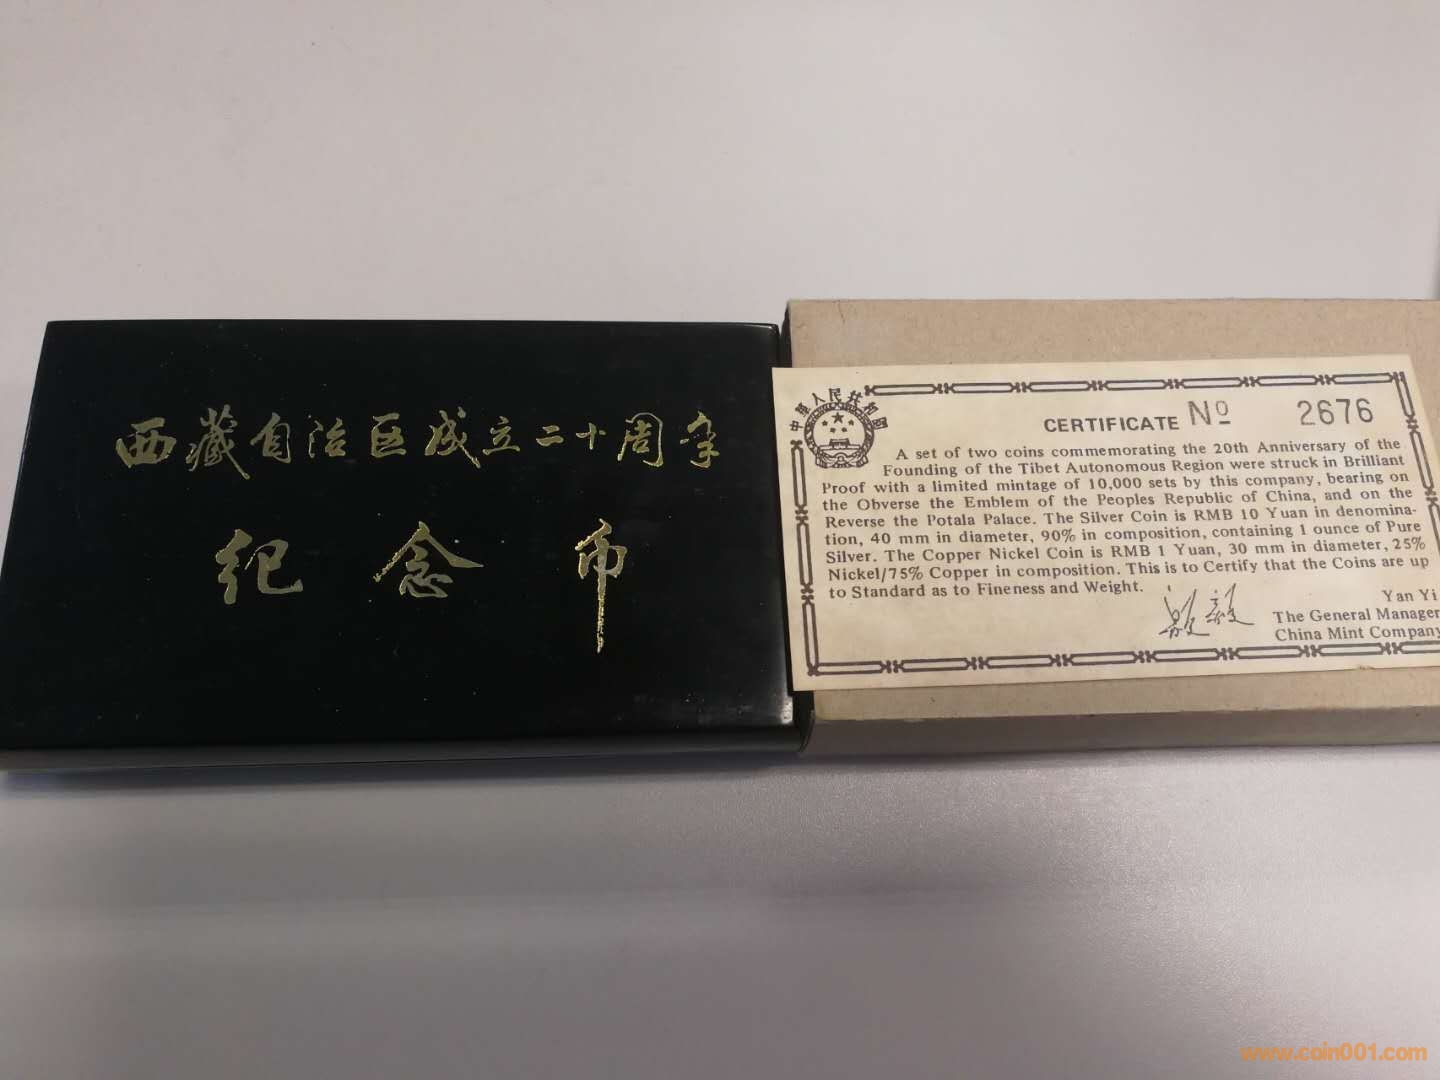 西藏自治区成立二十周年
纪念币
中华人民共和国
CERTIFICATE Nº 2676
A set of two coins commemorating the 20th Anniversary of the
Founding of the Tibet Autonomous Region were struck in Brilliant
Proof with a limited mintage of 10,000 sets by this company, bearing on
the Obverse the Emblem of the Peoples Republic of China, and on the
Reverse the Potala Palace. The Silver Coin is RMB 10 Yuan in denomina-
tion, 40 mm in diameter, 90% in composition, containing 1 ounce of Pure
Silver. The Copper Nickel Coin is RMB 1 Yuan, 30 mm in diameter, 25%
Nickel/75% Copper in composition. This is to Certify that the Coins are up
to Standard as to Fineness and Weight.
Yan Yi
The General Manager
China Mint Company
www.coin001.com